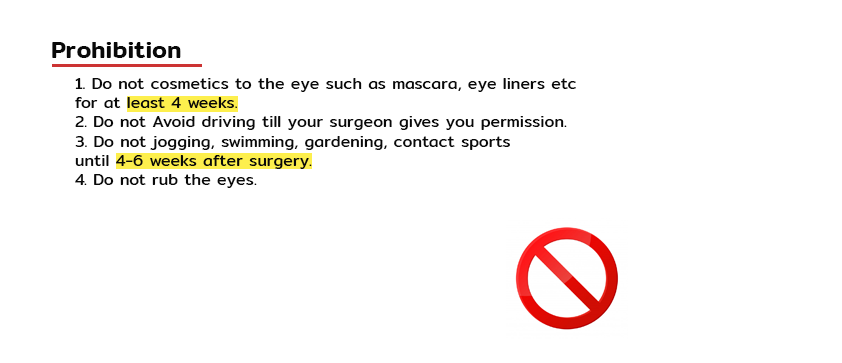 Prohibition
1. Do not cosmetics to the eye such as mascara, eye liners etc
for at least 4 weeks.
2. Do not Avoid driving till your surgeon gives you permission.
3. Do not jogging, swimming, gardening, contact sports
until 4-6 weeks after surgery.
4. Do not rub the eyes.